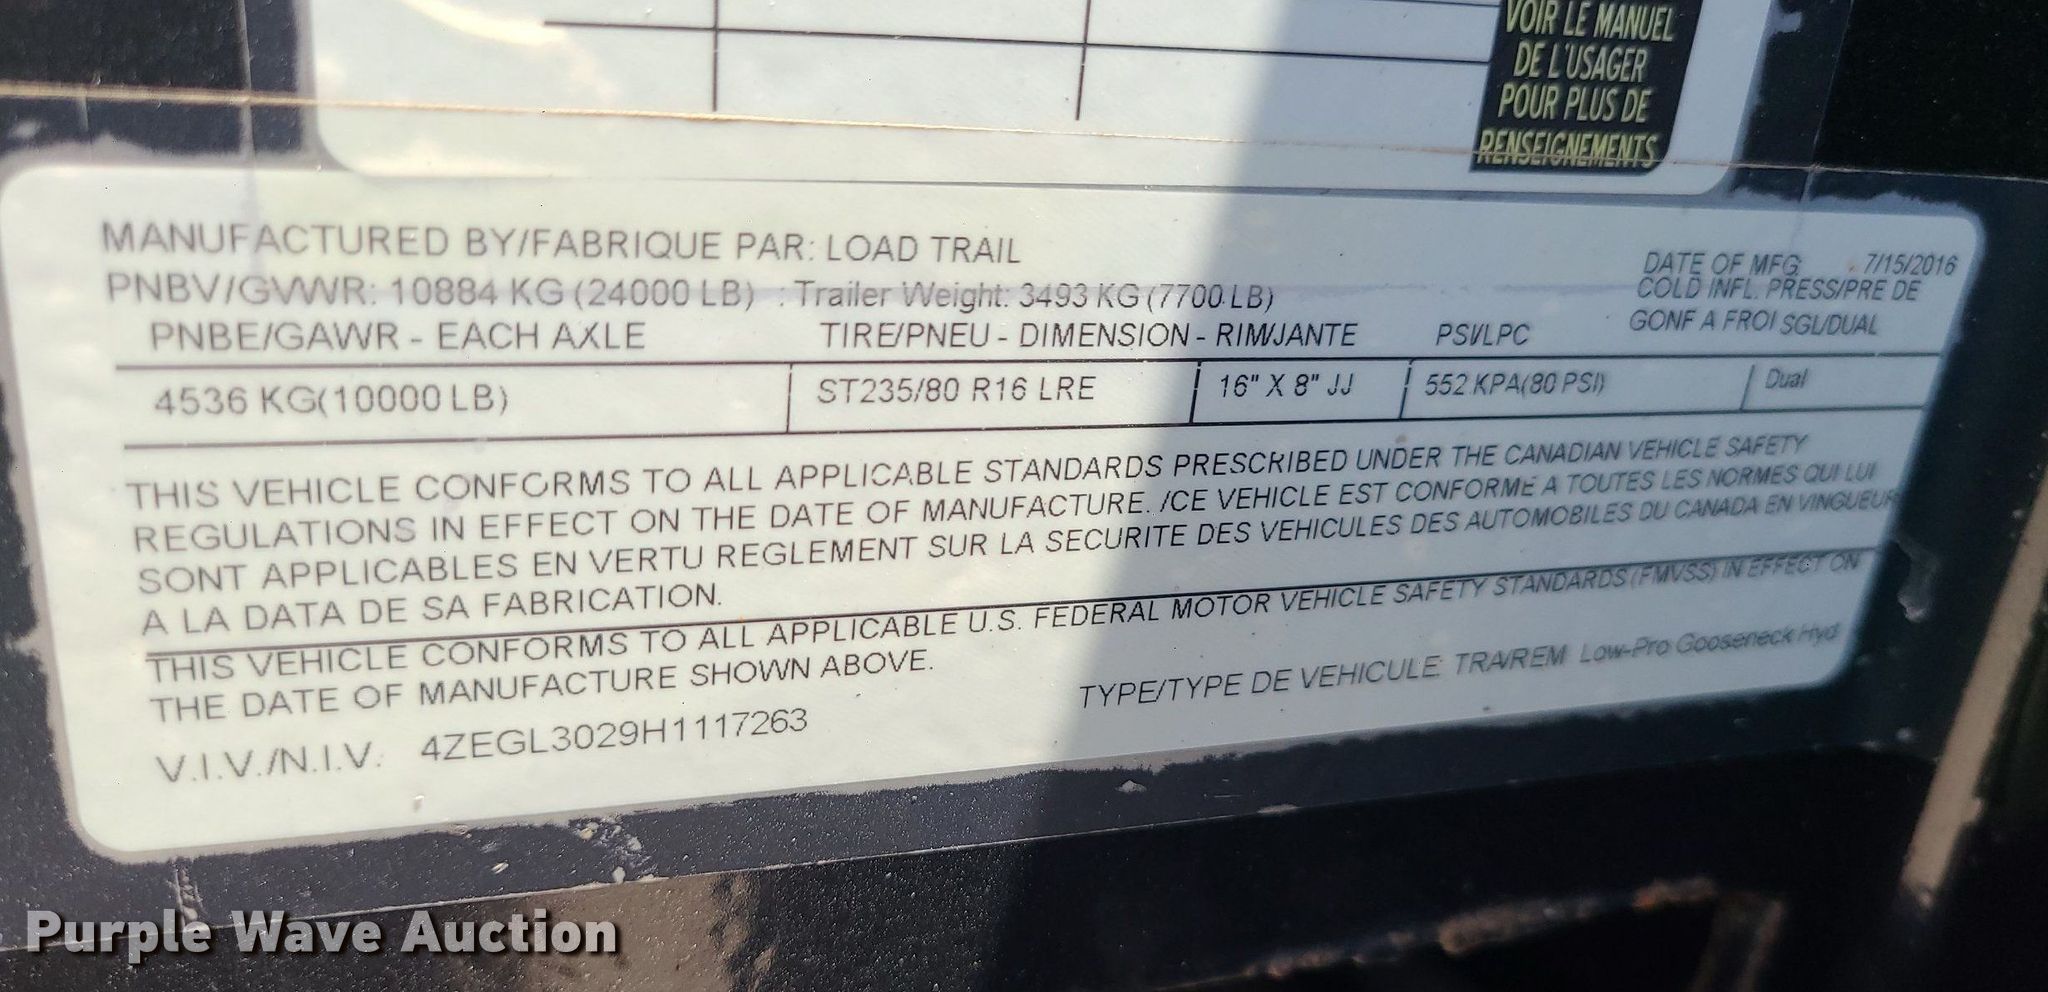 VOIR LE MANUEL
DE L'USAGER
POUR PLUS DE
RENSEIGNEMENTS
MANUFACTURED BY/FABRIQUE PAR: LOAD TRAIL
DATE OF MFG. 7/15/2016
PNBV/GVWR: 10884 KG (24000 LB) : Trailer Weight: 3493 KG (7700 LB)
COLD INFL. PRESS/PRE DE
PNBE/GAWR - EACH AXLE TIRE/PNEU - DIMENSION - RIM/JANTE PSI/LPC
GONF A FROI SGL/DUAL
4536 KG(10000 LB) ST235/80 R16 LRE 16" X 8" JJ 552 KPA(80 PSI) Dual
THIS VEHICLE CONFORMS TO ALL APPLICABLE STANDARDS PRESCRIBED UNDER THE CANADIAN VEHICLE SAFETY
REGULATIONS IN EFFECT ON THE DATE OF MANUFACTURE. /CE VEHICLE EST CONFORME A TOUTES LES NORMES QUI LUI
SONT APPLICABLES EN VERTU REGLEMENT SUR LA SECURITE DES VEHICULES DES AUTOMOBILES DU CANADA EN VINGUEUR
A LA DATA DE SA FABRICATION.
THIS VEHICLE CONFORMS TO ALL APPLICABLE U.S. FEDERAL MOTOR VEHICLE SAFETY STANDARDS (FMVSS) IN EFFECT ON
THE DATE OF MANUFACTURE SHOWN ABOVE.
V.I.V./N.I.V. 4ZEGL3029H1117263
TYPE/TYPE DE VEHICULE: TRA/REM Low-Pro Gooseneck Hyd
Purple Wave Auction